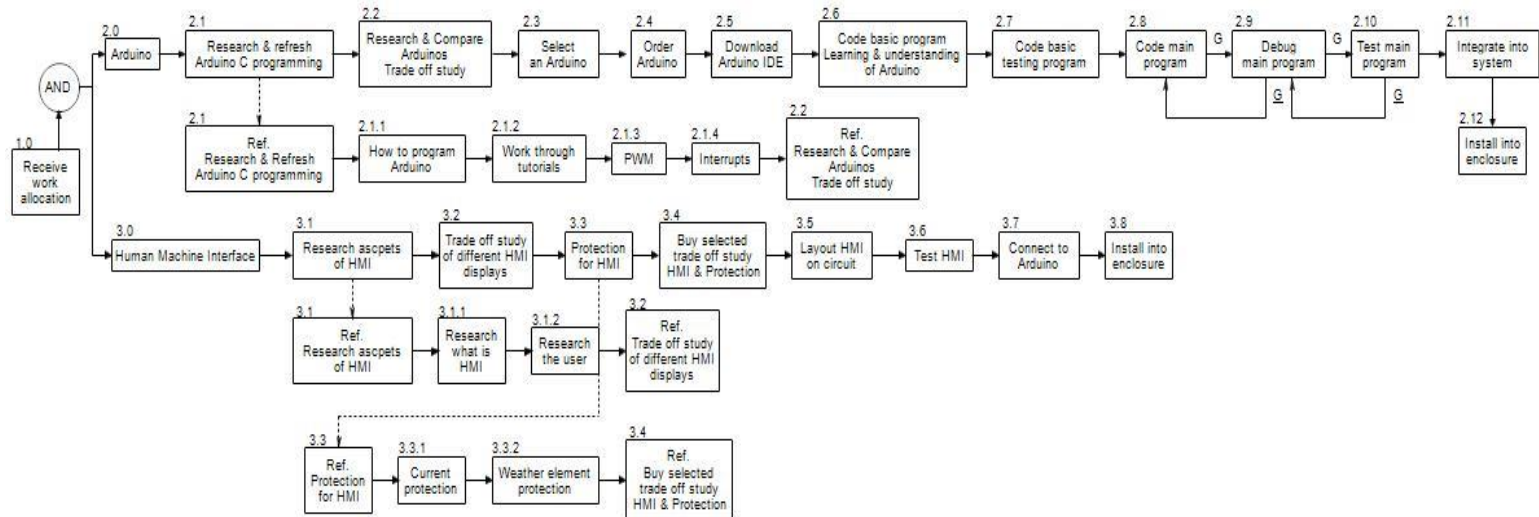 2.0
Arduino
2.1
Research & refresh
Arduino C programming
2.2
Research & Compare
Arduinos
Trade off study
2.3
Select
an Arduino
2.4
Order
Arduino
2.5
Download
Arduino IDE
2.6
Code basic program
Learning & understanding
of Arduino
2.7
Code basic
testing program
2.8
Code main
program
G
2.9
Debug
main program
G
2.10
Test main
program
2.11
Integrate into
system
G
G
2.12
Install into
enclosure
AND
1.0
Receive
work
allocation
2.1
Ref.
Research & Refresh
Arduino C programming
2.1.1
How to program
Arduino
2.1.2
Work through
tutorials
2.1.3
PWM
2.1.4
Interrupts
2.2
Ref.
Research & Compare
Arduinos
Trade off study
3.0
Human Machine Interface
3.1
Research ascpets
of HMI
3.2
Trade off study
of different HMI
displays
3.3
Protection
for HMI
3.4
Buy selected
trade off study
HMI & Protection
3.5
Layout HMI
on circuit
3.6
Test HMI
3.7
Connect to
Arduino
3.8
Install into
enclosure
3.1
Ref.
Research ascpets
of HMI
3.1.1
Research
what is
HMI
3.1.2
Research
the user
3.2
Ref.
Trade off study
of different HMI
displays
3.3
Ref.
Protection
for HMI
3.3.1
Current
protection
3.3.2
Weather element
protection
3.4
Ref.
Buy selected
trade off study
HMI & Protection